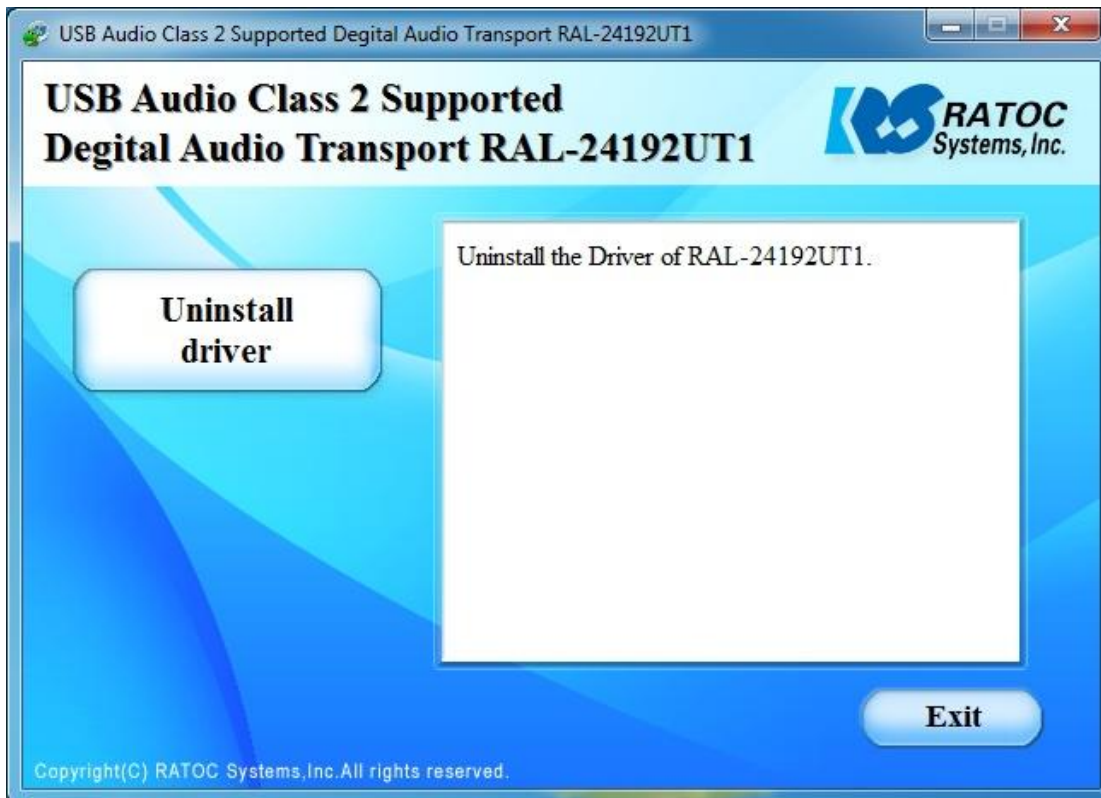 USB Audio Class 2 Supported Degital Audio Transport RAL-24192UT1
USB Audio Class 2 Supported
Degital Audio Transport RAL-24192UT1
RATOC
Systems, Inc.
Uninstall
driver
Uninstall the Driver of RAL-24192UT1.
Exit
Copyright(C) RATOC Systems,Inc.All rights reserved.